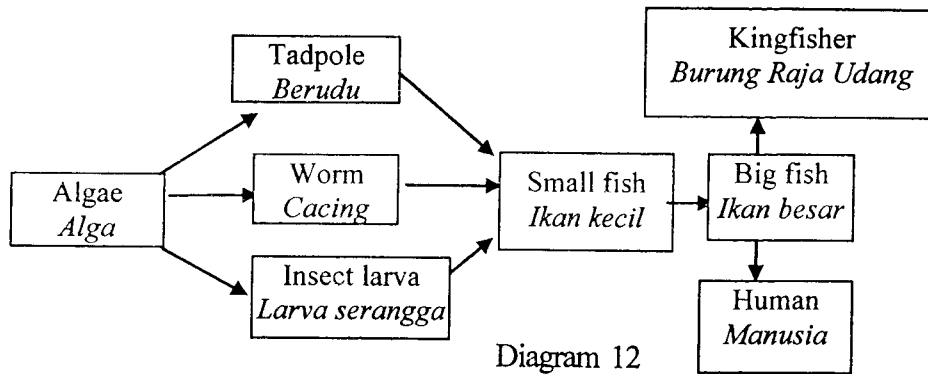 Tadpole
Berudu
Kingfisher
Burung Raja Udang
Algae
Alga
Worm
Cacing
Small fish
Ikan kecil
Big fish
Ikan besar
Insect larva
Larva serangga
Human
Manusia
Diagram 12